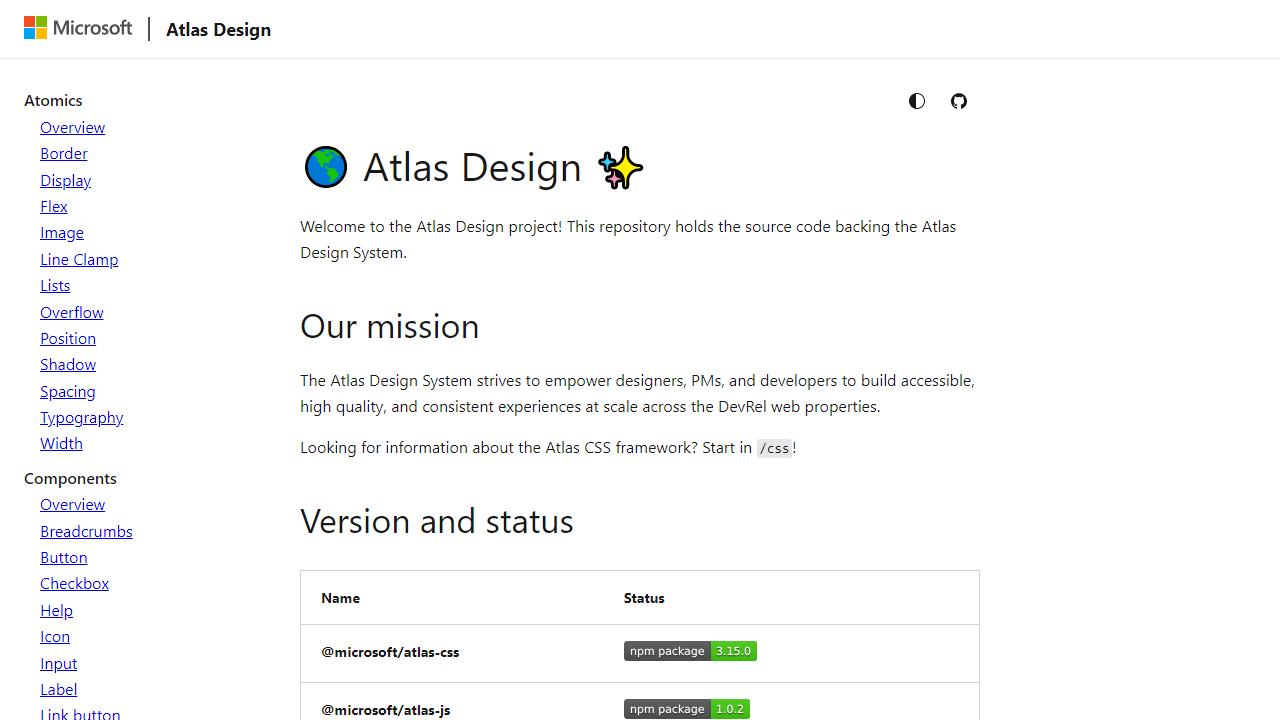 Microsoft
Atlas Design
Atomics
Overview
Border
Display
Flex
Image
Line Clamp
Lists
Overflow
Position
Shadow
Spacing
Typography
Width
Components
Overview
Breadcrumbs
Button
Checkbox
Help
Icon
Input
Label
Link button
🌎 Atlas Design ✨
Welcome to the Atlas Design project! This repository holds the source code backing the Atlas
Design System.
Our mission
The Atlas Design System strives to empower designers, PMs, and developers to build accessible,
high quality, and consistent experiences at scale across the DevRel web properties.
Looking for information about the Atlas CSS framework? Start in /css!
Version and status
Name Status
@microsoft/atlas-css npm package 3.15.0
@microsoft/atlas-js npm package 1.0.2